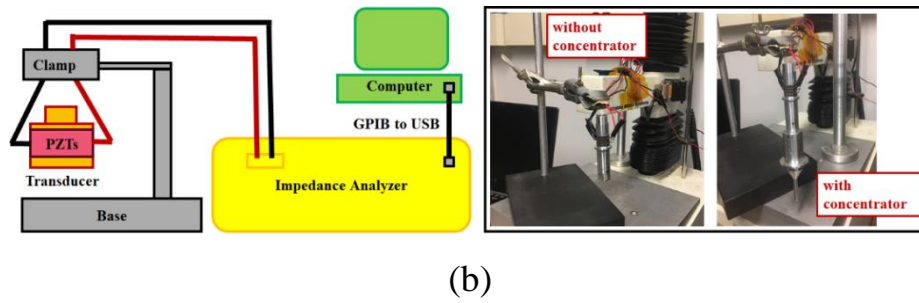 Clamp
PZTs
Transducer
Base
Computer
GPIB to USB
Impedance Analyzer
without
concentrator
with
concentrator
(b)